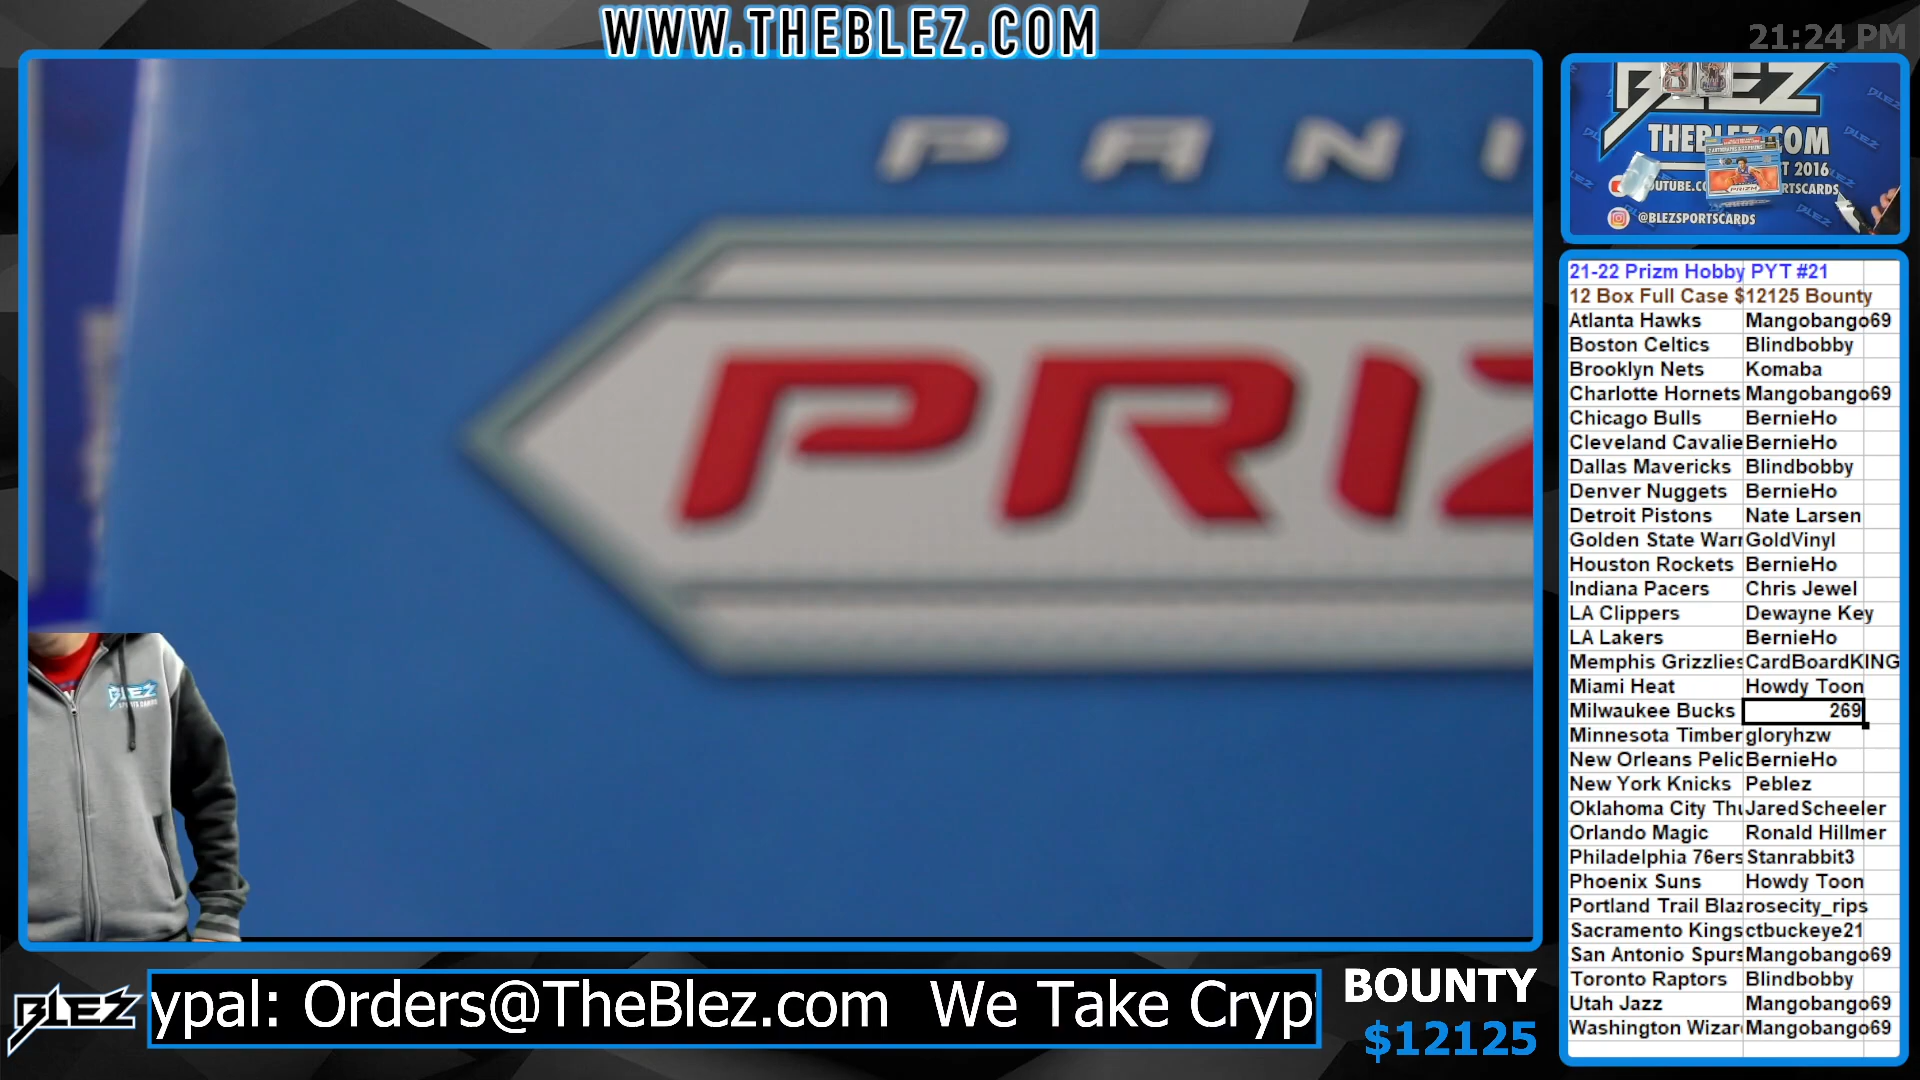 WWW.THEBLEZ.COM
21:24 PM
PANI
PRIZ
BLEZ
BLEZ
THEBLEZ.COM
2016
PRIZM
@BLEZSPORTSCARDS
21-22 Prizm Hobby PYT #21
12 Box Full Case $12125 Bounty
Atlanta Hawks Mangobango69
Boston Celtics Blindbobby
Brooklyn Nets Komaba
Charlotte Hornets Mangobango69
Chicago Bulls BernieHo
Cleveland Cavalie BernieHo
Dallas Mavericks Blindbobby
Denver Nuggets BernieHo
Detroit Pistons Nate Larsen
Golden State Warr GoldVinyl
Houston Rockets BernieHo
Indiana Pacers Chris Jewel
LA Clippers Dewayne Key
LA Lakers BernieHo
Memphis Grizzlies CardBoardKING
Miami Heat Howdy Toon
Milwaukee Bucks 269
Minnesota Timber gloryhzw
New Orleans Pelic BernieHo
New York Knicks Peblez
Oklahoma City Thu JaredScheeler
Orlando Magic Ronald Hillmer
Philadelphia 76ers Stanrabbit3
Phoenix Suns Howdy Toon
Portland Trail Blaz rosecity_rips
Sacramento Kings ctbuckeye21
San Antonio Spurs Mangobango69
Toronto Raptors Blindbobby
Utah Jazz Mangobango69
Washington Wizar Mangobango69
BLEZ
ypal: Orders@TheBlez.com We Take Cryp
BOUNTY
$12125